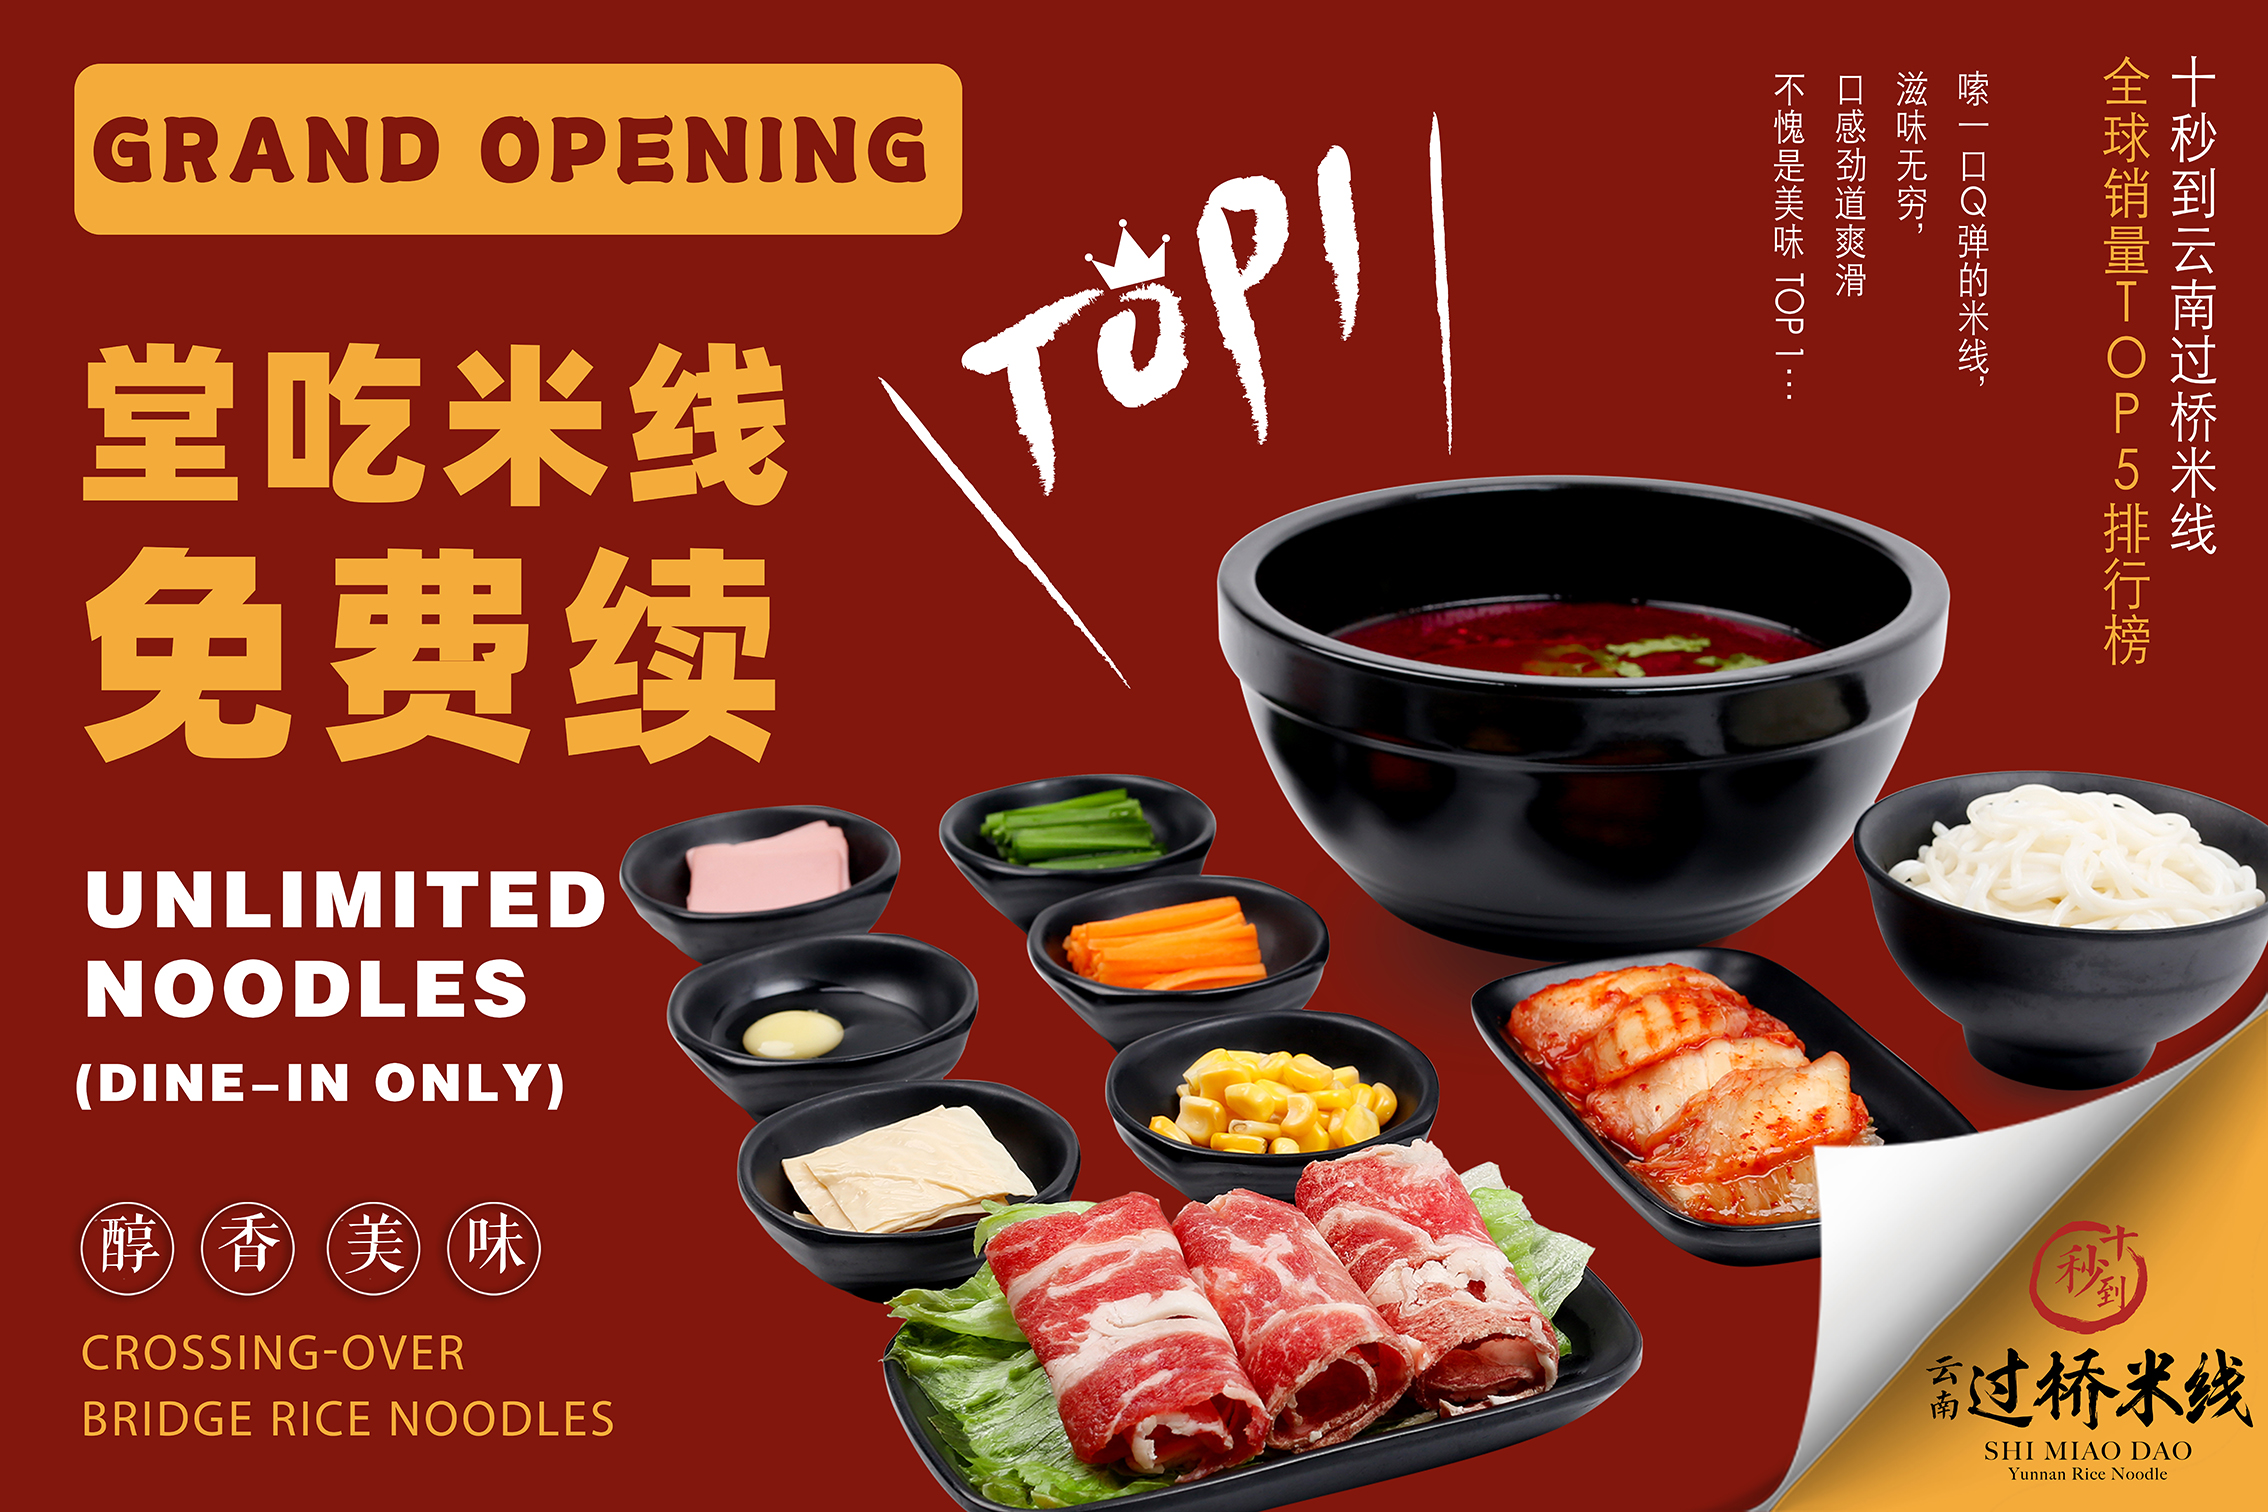 GRAND OPENING
堂吃米线
免费续
UNLIMITED
NOODLES
(DINE-IN ONLY)
醇香美味
CROSSING-OVER
BRIDGE RICE NOODLES
TOP1
十秒到云南过桥米线
全球销量TOP5排行榜
嗦一口Q弹的米线,
滋味无穷,
口感劲道爽滑
不愧是美味 TOP 1...
十秒到
云南过桥米线
SHI MIAO DAO
Yunnan Rice Noodle